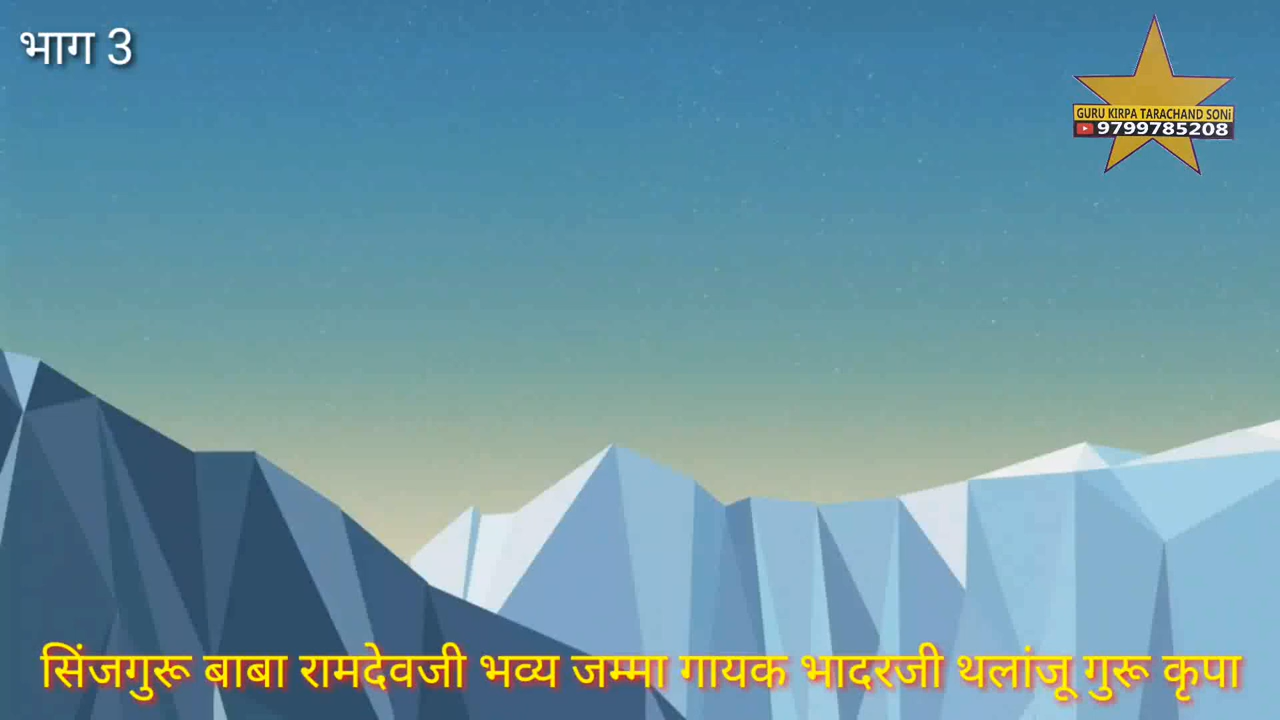 भाग 3
GURU KIRPA TARACHAND SONi
9799785208
सिंजगुरू बाबा रामदेवजी भव्य जम्मा गायक भादरजी थलांजू गुरू कृपा